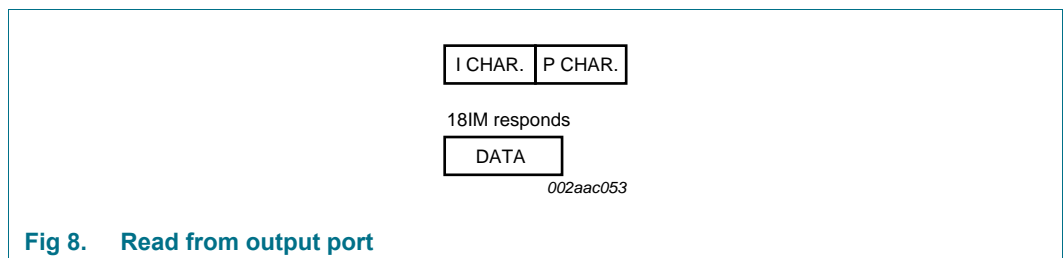 I CHAR. P CHAR.
18IM responds
DATA
002aac053
Fig 8. Read from output port